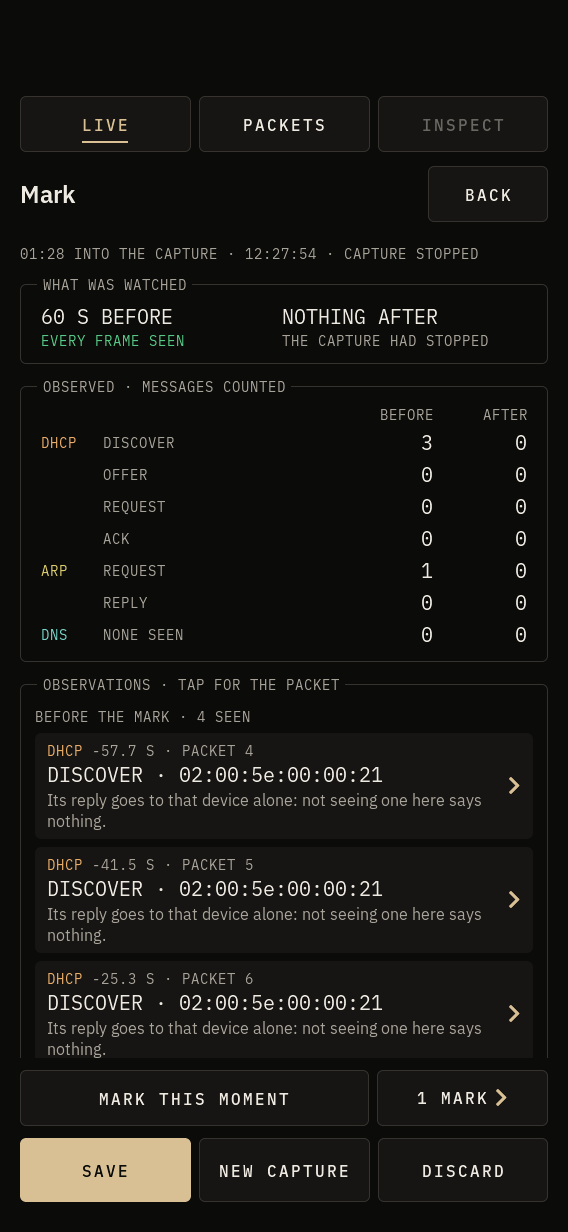 LIVE
PACKETS
INSPECT
Mark
BACK
01:28 INTO THE CAPTURE · 12:27:54 · CAPTURE STOPPED
WHAT WAS WATCHED
60 S BEFORE
NOTHING AFTER
EVERY FRAME SEEN
THE CAPTURE HAD STOPPED
OBSERVED · MESSAGES COUNTED
BEFORE AFTER
DHCP DISCOVER 3 0
OFFER 0 0
REQUEST 0 0
ACK 0 0
ARP REQUEST 1 0
REPLY 0 0
DNS NONE SEEN 0 0
OBSERVATIONS · TAP FOR THE PACKET
BEFORE THE MARK · 4 SEEN
DHCP -57.7 S · PACKET 4
DISCOVER · 02:00:5e:00:00:21
Its reply goes to that device alone: not seeing one here says
nothing.
DHCP -41.5 S · PACKET 5
DISCOVER · 02:00:5e:00:00:21
Its reply goes to that device alone: not seeing one here says
nothing.
DHCP -25.3 S · PACKET 6
DISCOVER · 02:00:5e:00:00:21
Its reply goes to that device alone: not seeing one here says
nothing.
MARK THIS MOMENT
1 MARK
SAVE
NEW CAPTURE
DISCARD